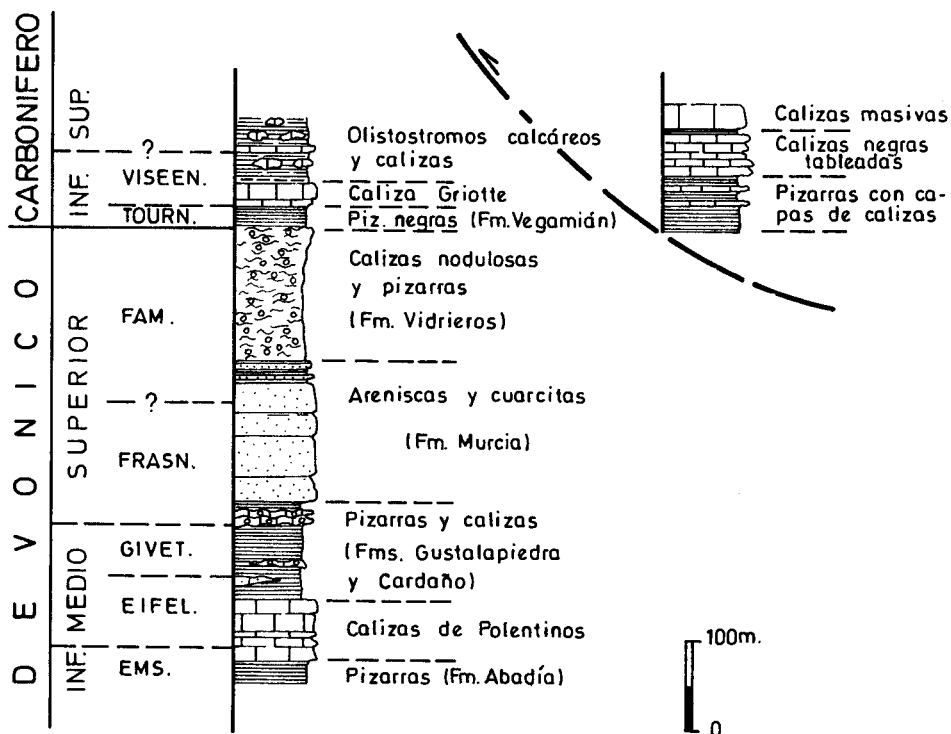 CARBONIFERO
SUP.
INF.
?
VISEEN.
TOURN.
DEVONICO
SUPERIOR
FAM.
?
FRASN.
MEDIO
GIVET.
EIFEL.
INF.
EMS.
Olistostromos calcáreos
y calizas
Caliza Griotte
Piz. negras (Fm. Vegamián)
Calizas nodulosas
y pizarras
(Fm. Vidrieros)
Areniscas y cuarcitas
(Fm. Murcia)
Pizarras y calizas
(Fms. Gustalapiedra
y Cardaño)
Calizas de Polentinos
Pizarras (Fm. Abadía)
Calizas masivas
Calizas negras
tableadas
Pizarras con ca-
pas de calizas
100m.
0